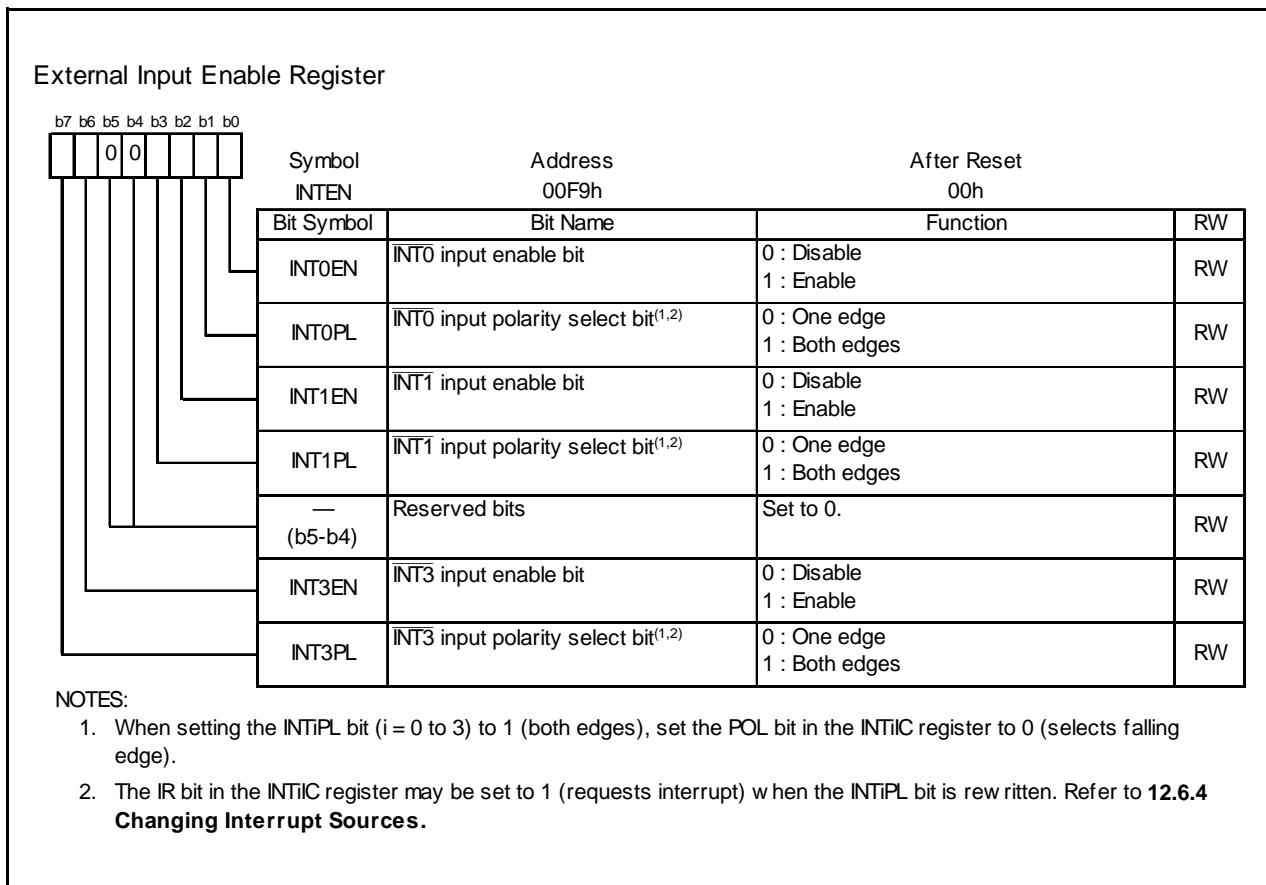 External Input Enable Register
b7 b6 b5 b4 b3 b2 b1 b0
0 0
Symbol Address After Reset
INTEN 00F9h 00h
Bit Symbol Bit Name Function RW
INT0EN INT0 input enable bit 0 : Disable RW
1 : Enable
INT0PL INT0 input polarity select bit(1,2) 0 : One edge RW
1 : Both edges
INT1EN INT1 input enable bit 0 : Disable RW
1 : Enable
INT1PL INT1 input polarity select bit(1,2) 0 : One edge RW
1 : Both edges
— Reserved bits Set to 0. RW
(b5-b4)
INT3EN INT3 input enable bit 0 : Disable RW
1 : Enable
INT3PL INT3 input polarity select bit(1,2) 0 : One edge RW
1 : Both edges
NOTES:
1. When setting the INTiPL bit (i = 0 to 3) to 1 (both edges), set the POL bit in the INTiIC register to 0 (selects falling
edge).
2. The IR bit in the INTiIC register may be set to 1 (requests interrupt) when the INTiPL bit is rewritten. Refer to 12.6.4
Changing Interrupt Sources.